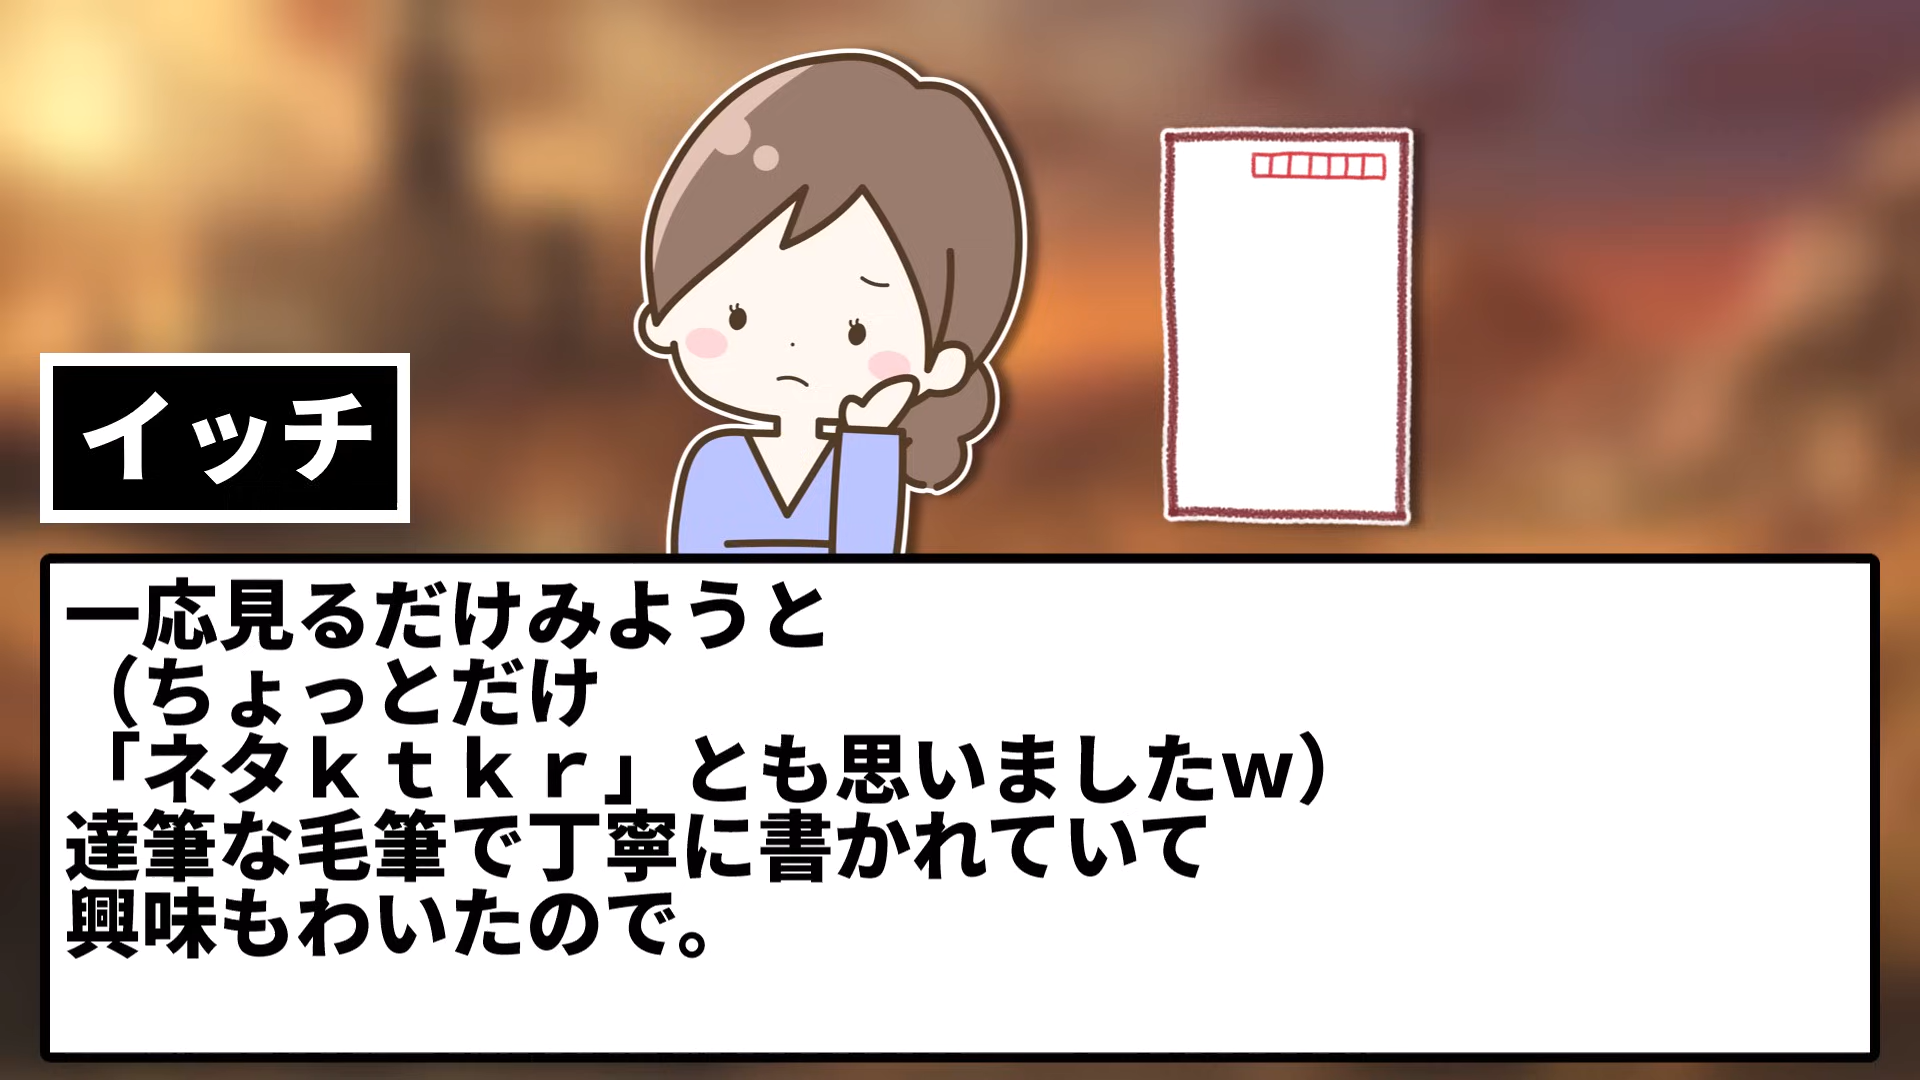 イッチ
一応見るだけみようと
（ちょっとだけ
「ネタｋｔｋｒ」とも思いましたｗ）
達筆な毛筆で丁寧に書かれていて
興味もわいたので。